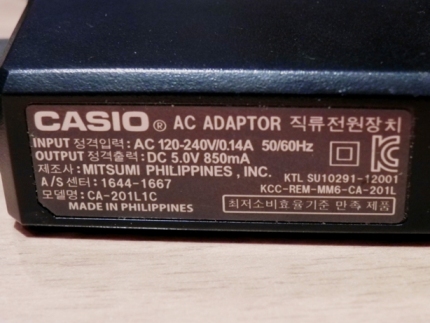 CASIO® AC ADAPTOR 직류전원장치
INPUT 정격입력: AC 120-240V/0.14A 50/60Hz
OUTPUT 정격출력: DC 5.0V 850mA
제조사: MITSUMI PHILIPPINES, INC.
KTL SU10291-12001
A/S 센터: 1644-1667
KCC-REM-MM6-CA-201L
모델명: CA-201L1C
최저소비효율기준 만족 제품
MADE IN PHILIPPINES